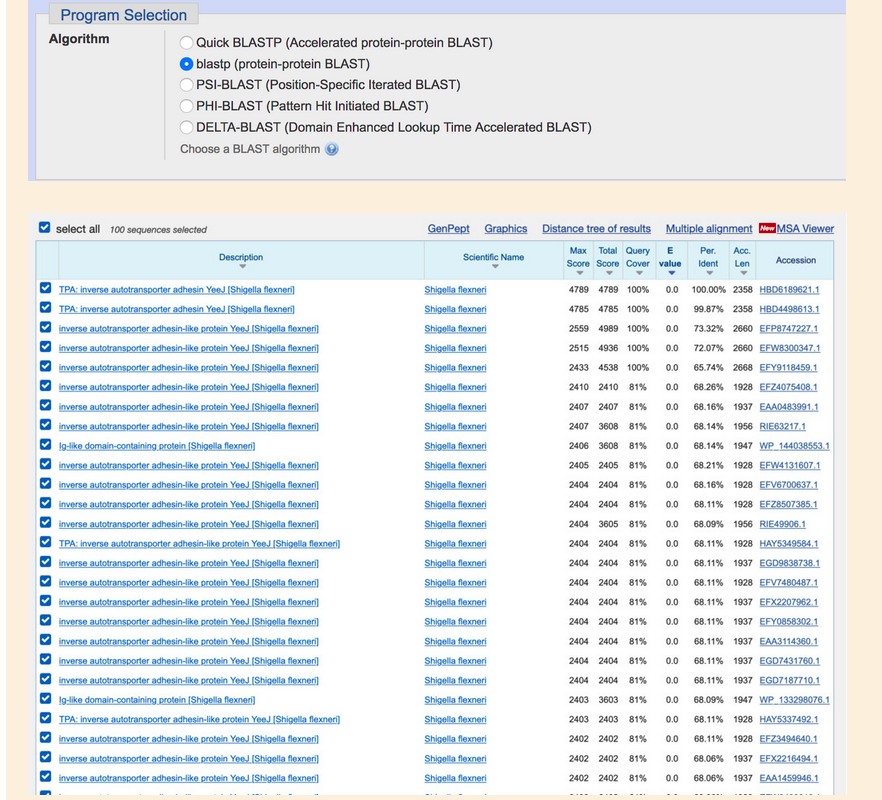 Program Selection
Algorithm
Quick BLASTP (Accelerated protein-protein BLAST)
blastp (protein-protein BLAST)
PSI-BLAST (Position-Specific Iterated BLAST)
PHI-BLAST (Pattern Hit Initiated BLAST)
DELTA-BLAST (Domain Enhanced Lookup Time Accelerated BLAST)
Choose a BLAST algorithm ?
select all 100 sequences selected GenPept Graphics Distance tree of results Multiple alignment New MSA Viewer
Description Scientific Name Max Score Total Score Query Cover E value Per. Ident Acc. Len Accession
TPA: inverse autotransporter adhesin YeeJ [Shigella flexneri] Shigella flexneri 4789 4789 100% 0.0 100.00% 2358 HBD6189621.1
TPA: inverse autotransporter adhesin YeeJ [Shigella flexneri] Shigella flexneri 4785 4785 100% 0.0 99.87% 2358 HBD4498613.1
inverse autotransporter adhesin-like protein YeeJ [Shigella flexneri] Shigella flexneri 2559 4989 100% 0.0 73.32% 2660 EFP8747227.1
inverse autotransporter adhesin-like protein YeeJ [Shigella flexneri] Shigella flexneri 2515 4936 100% 0.0 72.07% 2660 EFW8300347.1
inverse autotransporter adhesin-like protein YeeJ [Shigella flexneri] Shigella flexneri 2433 4538 100% 0.0 65.74% 2668 EFY9118459.1
inverse autotransporter adhesin-like protein YeeJ [Shigella flexneri] Shigella flexneri 2410 2410 81% 0.0 68.26% 1928 EFZ4075408.1
inverse autotransporter adhesin-like protein YeeJ [Shigella flexneri] Shigella flexneri 2407 2407 81% 0.0 68.16% 1937 EAA0483991.1
inverse autotransporter adhesin-like protein YeeJ [Shigella flexneri] Shigella flexneri 2407 3608 81% 0.0 68.14% 1956 RIE63217.1
Ig-like domain-containing protein [Shigella flexneri] Shigella flexneri 2406 3608 81% 0.0 68.14% 1947 WP_144038553.1
inverse autotransporter adhesin-like protein YeeJ [Shigella flexneri] Shigella flexneri 2405 2405 81% 0.0 68.21% 1928 EFW4131607.1
inverse autotransporter adhesin-like protein YeeJ [Shigella flexneri] Shigella flexneri 2404 2404 81% 0.0 68.16% 1928 EFV6700637.1
inverse autotransporter adhesin-like protein YeeJ [Shigella flexneri] Shigella flexneri 2404 2404 81% 0.0 68.11% 1928 EFZ8507385.1
inverse autotransporter adhesin-like protein YeeJ [Shigella flexneri] Shigella flexneri 2404 3605 81% 0.0 68.09% 1956 RIE49906.1
TPA: inverse autotransporter adhesin-like protein YeeJ [Shigella flexneri] Shigella flexneri 2404 2404 81% 0.0 68.11% 1928 HAY5349584.1
inverse autotransporter adhesin-like protein YeeJ [Shigella flexneri] Shigella flexneri 2404 2404 81% 0.0 68.11% 1937 EGD9838738.1
inverse autotransporter adhesin-like protein YeeJ [Shigella flexneri] Shigella flexneri 2404 2404 81% 0.0 68.11% 1928 EFV7480487.1
inverse autotransporter adhesin-like protein YeeJ [Shigella flexneri] Shigella flexneri 2404 2404 81% 0.0 68.11% 1937 EFX2207962.1
inverse autotransporter adhesin-like protein YeeJ [Shigella flexneri] Shigella flexneri 2404 2404 81% 0.0 68.11% 1937 EFY0858302.1
inverse autotransporter adhesin-like protein YeeJ [Shigella flexneri] Shigella flexneri 2404 2404 81% 0.0 68.11% 1937 EAA3114360.1
inverse autotransporter adhesin-like protein YeeJ [Shigella flexneri] Shigella flexneri 2404 2404 81% 0.0 68.11% 1937 EGD7431760.1
inverse autotransporter adhesin-like protein YeeJ [Shigella flexneri] Shigella flexneri 2404 2404 81% 0.0 68.11% 1937 EGD7187710.1
Ig-like domain-containing protein [Shigella flexneri] Shigella flexneri 2403 3603 81% 0.0 68.09% 1947 WP_133298076.1
TPA: inverse autotransporter adhesin-like protein YeeJ [Shigella flexneri] Shigella flexneri 2403 2403 81% 0.0 68.11% 1928 HAY5337492.1
inverse autotransporter adhesin-like protein YeeJ [Shigella flexneri] Shigella flexneri 2402 2402 81% 0.0 68.11% 1928 EFZ3494640.1
inverse autotransporter adhesin-like protein YeeJ [Shigella flexneri] Shigella flexneri 2402 2402 81% 0.0 68.06% 1937 EFX2216494.1
inverse autotransporter adhesin-like protein YeeJ [Shigella flexneri] Shigella flexneri 2402 2402 81% 0.0 68.06% 1937 EAA1459946.1